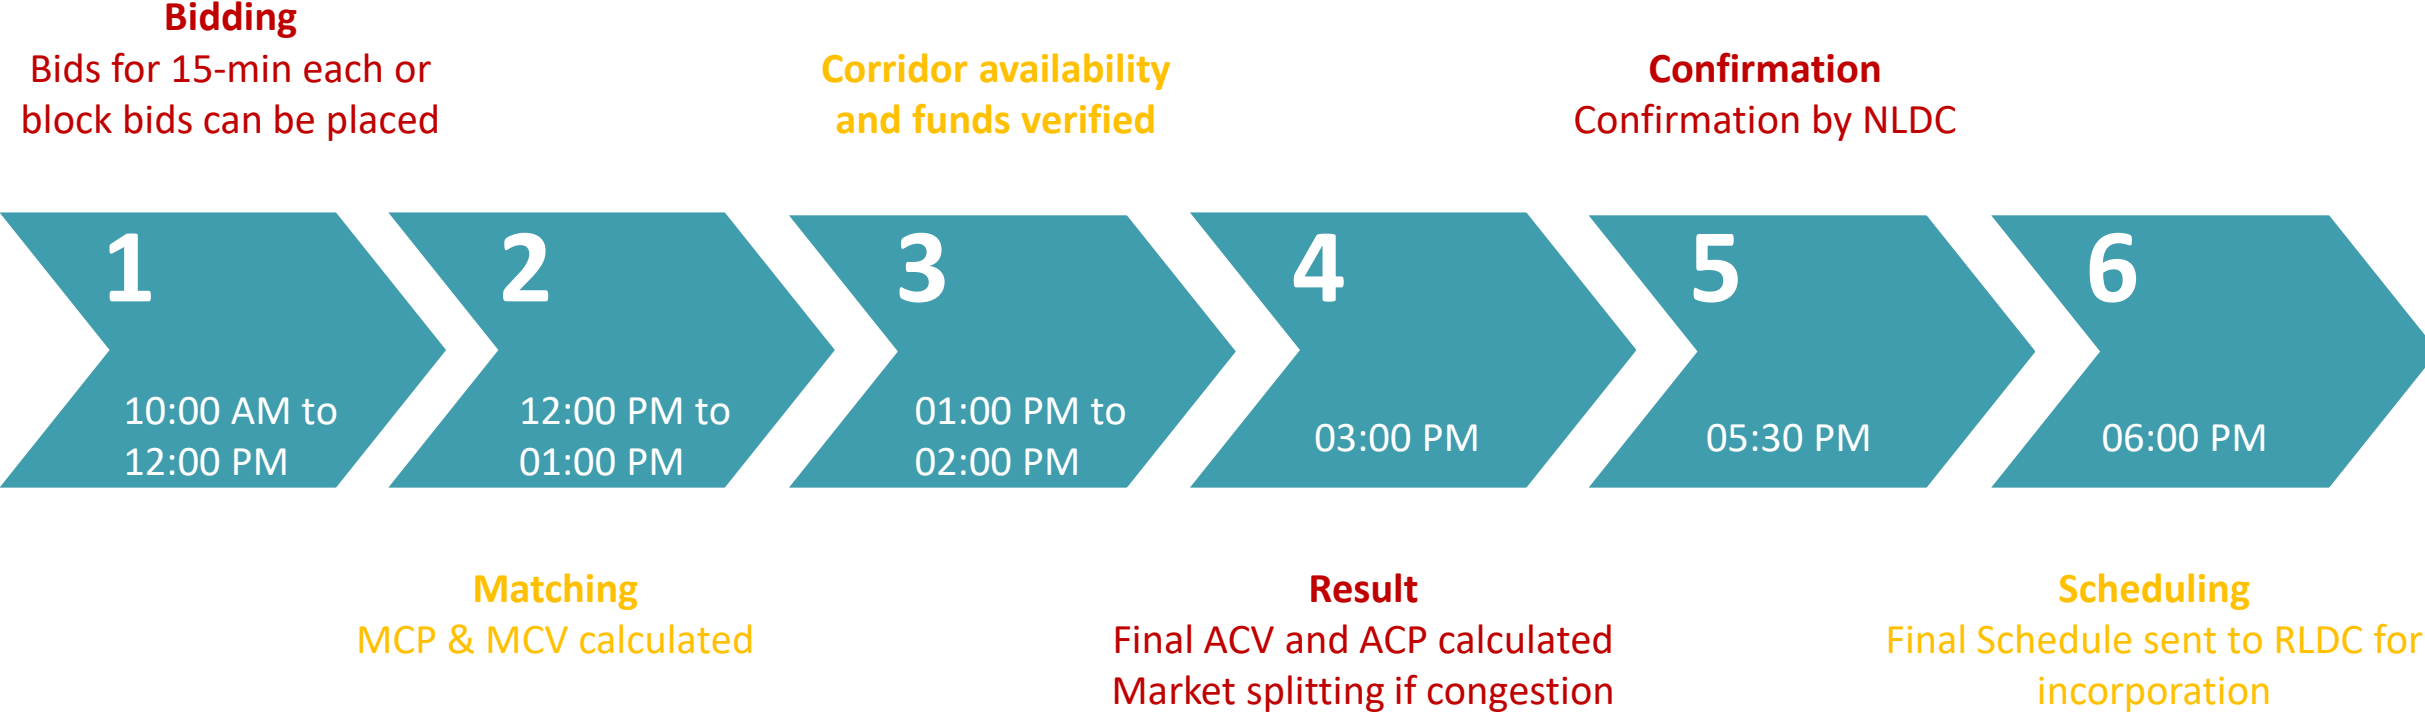 Bidding
Bids for 15-min each or
block bids can be placed
Corridor availability
and funds verified
Confirmation
Confirmation by NLDC
1
10:00 AM to
12:00 PM
2
12:00 PM to
01:00 PM
3
01:00 PM to
02:00 PM
4
03:00 PM
5
05:30 PM
6
06:00 PM
Matching
MCP & MCV calculated
Result
Final ACV and ACP calculated
Market splitting if congestion
Scheduling
Final Schedule sent to RLDC for
incorporation